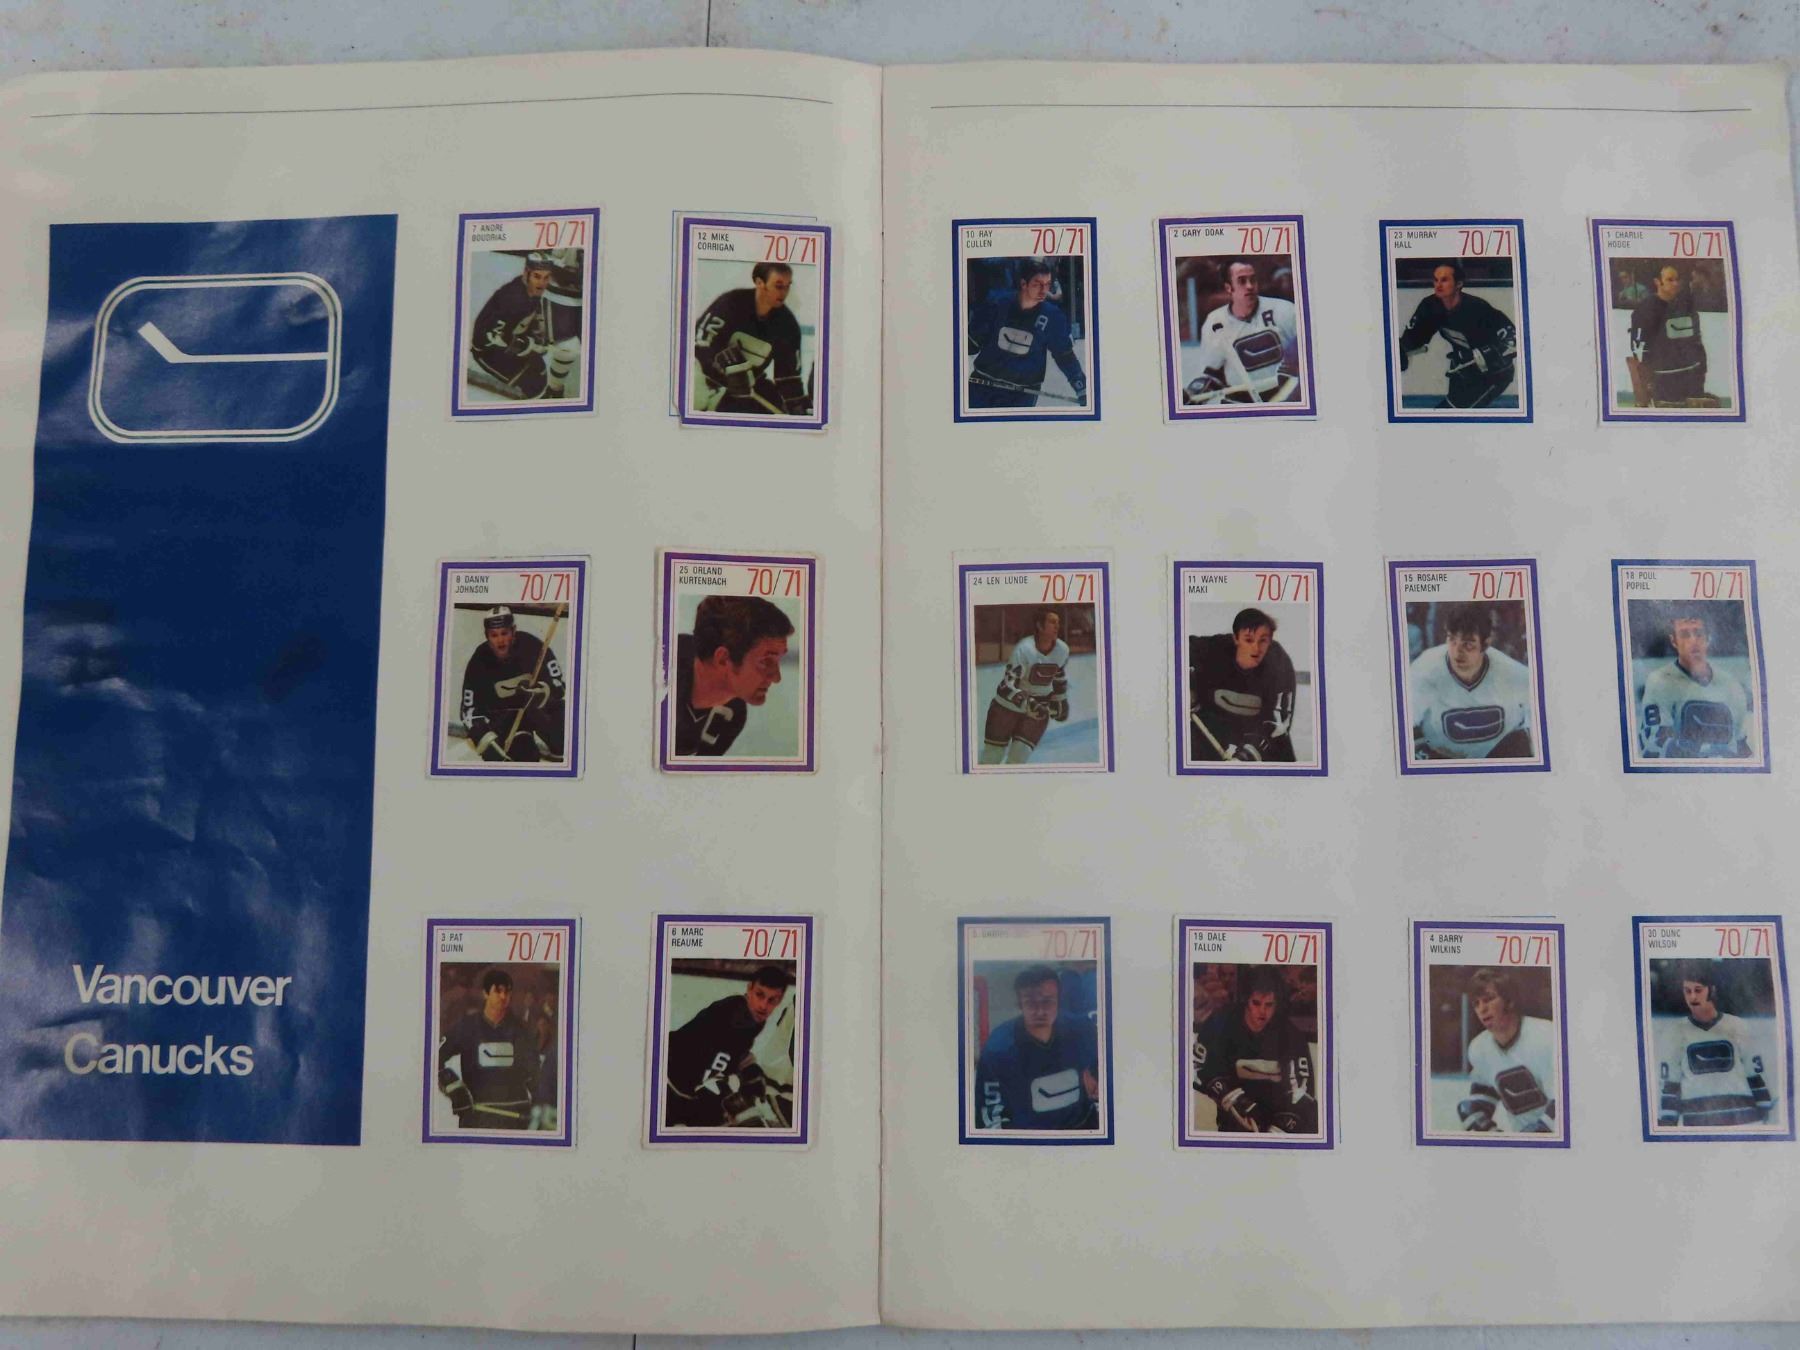 7 ANDRE
BOUDRIAS
70/71
12 MIKE
CORRIGAN
70/71
10 RAY
CULLEN
70/71
2 GARY DOAK
70/71
23 MURRAY
HALL
70/71
1 CHARLIE
HODGE
70/71
8 DANNY
JOHNSON
70/71
25 ORLAND
KURTENBACH
70/71
24 LEN LUNDE
70/71
11 WAYNE
MAKI
70/71
15 ROSAIRE
PAIEMENT
70/71
18 POUL
POPIEL
70/71
3 PAT
QUINN
70/71
6 MARC
REAUME
70/71
70/71
19 DALE
TALLON
70/71
4 BARRY
WILKINS
70/71
30 DUNC
WILSON
70/71
Vancouver
Canucks